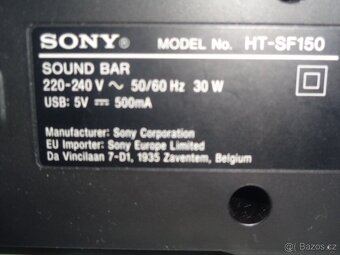 SONY® MODEL No. HT-SF150
SOUND BAR
220-240 V ~ 50/60 Hz 30 W
USB: 5V ⎓ 500mA
Manufacturer: Sony Corporation
EU Importer: Sony Europe Limited
Da Vincilaan 7-D1, 1935 Zaventem, Belgium
Bazoš.cz